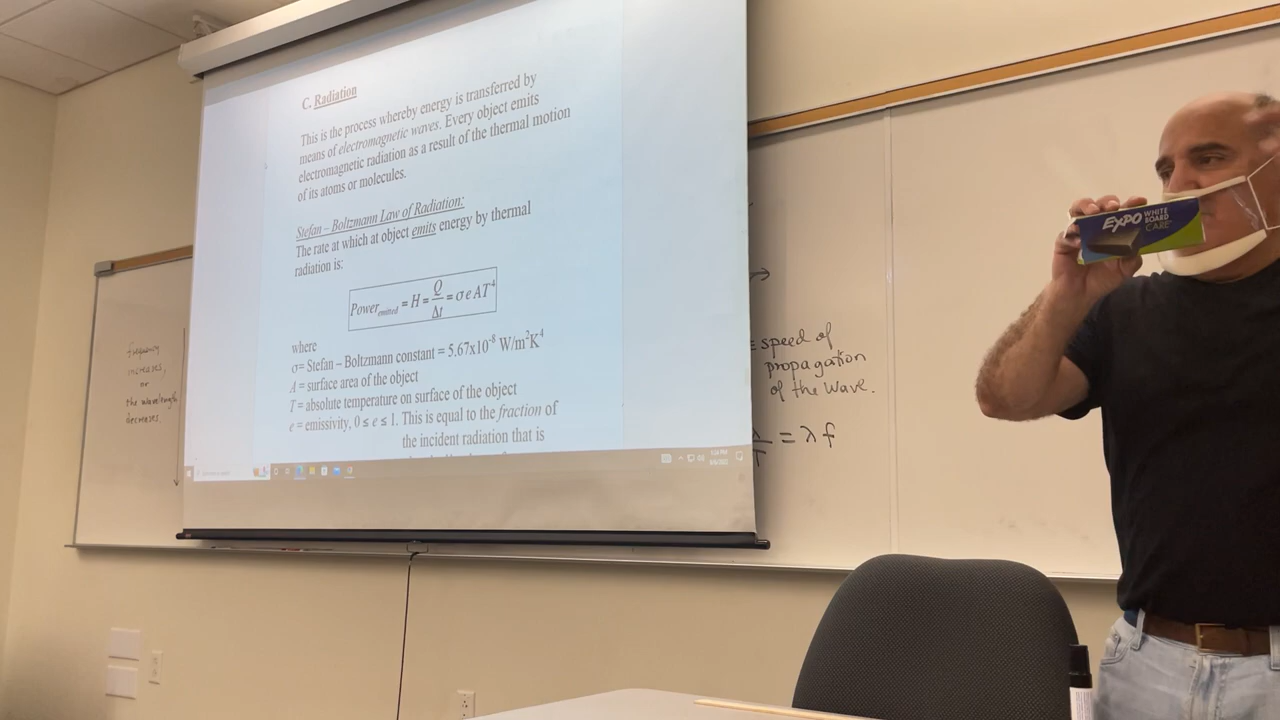 C. Radiation
This is the process whereby energy is transferred by
means of electromagnetic waves. Every object emits
electromagnetic radiation as a result of the thermal motion
of its atoms or molecules.
Stefan – Boltzmann Law of Radiation:
The rate at which at object emits energy by thermal
radiation is:
Power_emitted = H = Q/Δt = σeAT⁴
where
σ= Stefan – Boltzmann constant = 5.67x10⁻⁸ W/m²K⁴
A = surface area of the object
T = absolute temperature on surface of the object
e = emissivity, 0 ≤ e ≤ 1. This is equal to the fraction of
the incident radiation that is
frequency
increases,
or
the wavelength
decreases.
= speed of
propagation
of the wave.
= λf
EXPO WHITE
BOARD
CARE